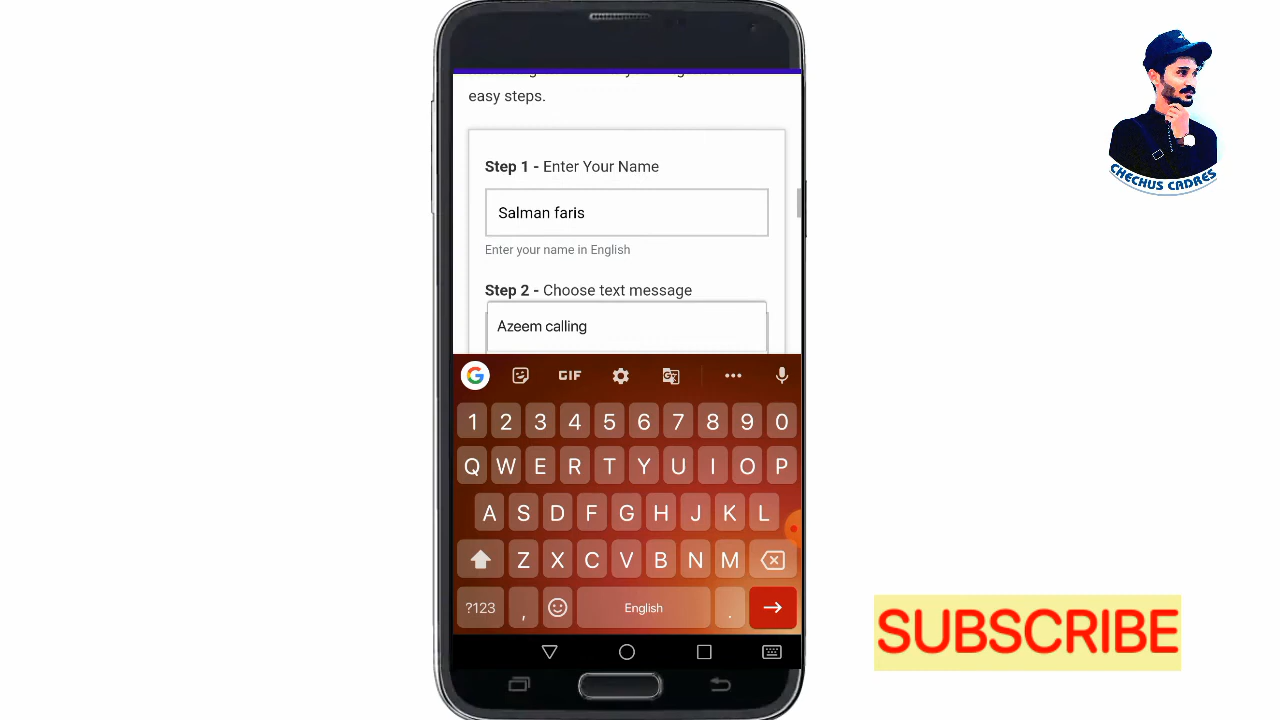 easy steps.
Step 1 - Enter Your Name
Salman faris
Enter your name in English
Step 2 - Choose text message
Azeem calling
G GIF
1 2 3 4 5 6 7 8 9 0
Q W E R T Y U I O P
A S D F G H J K L
Z X C V B N M
?123 , English .
CHECHUS CADRES
SUBSCRIBE